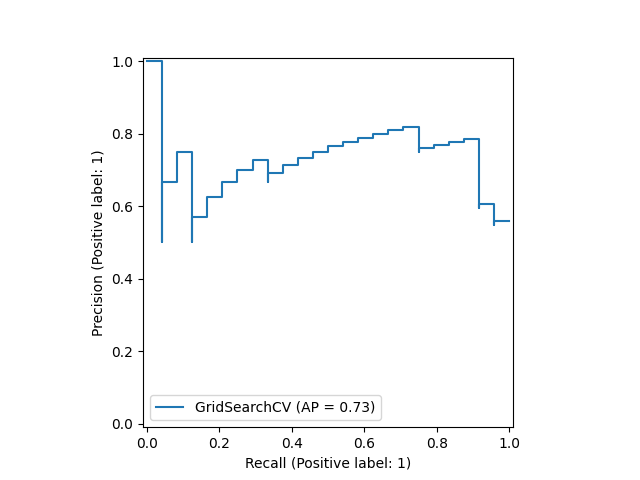 1.0
0.8
0.6
0.4
0.2
0.0
Precision (Positive label: 1)
GridSearchCV (AP = 0.73)
0.0 0.2 0.4 0.6 0.8 1.0
Recall (Positive label: 1)